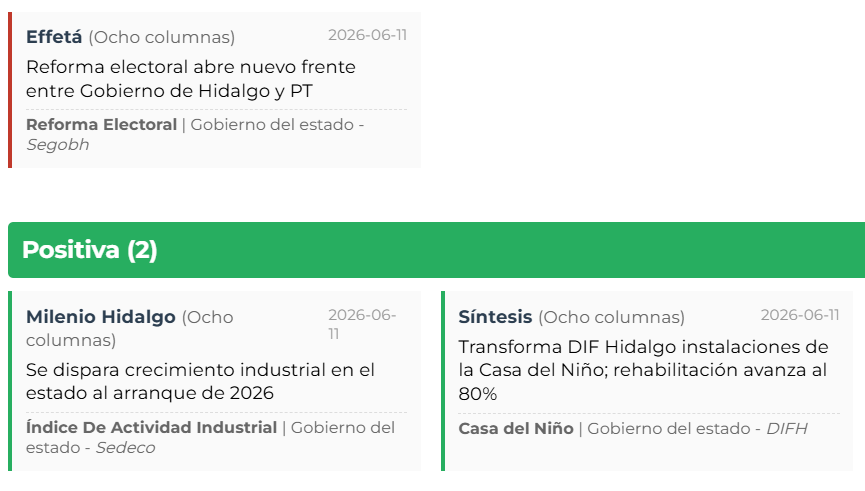 Effetá (Ocho columnas) 2026-06-11
Reforma electoral abre nuevo frente
entre Gobierno de Hidalgo y PT
Reforma Electoral | Gobierno del estado -
Segobh
Positiva (2)
Milenio Hidalgo (Ocho
columnas)
2026-06-
11
Se dispara crecimiento industrial en el
estado al arranque de 2026
Índice De Actividad Industrial | Gobierno del
estado - Sedeco
Síntesis (Ocho columnas) 2026-06-11
Transforma DIF Hidalgo instalaciones de
la Casa del Niño; rehabilitación avanza al
80%
Casa del Niño | Gobierno del estado - DIFH